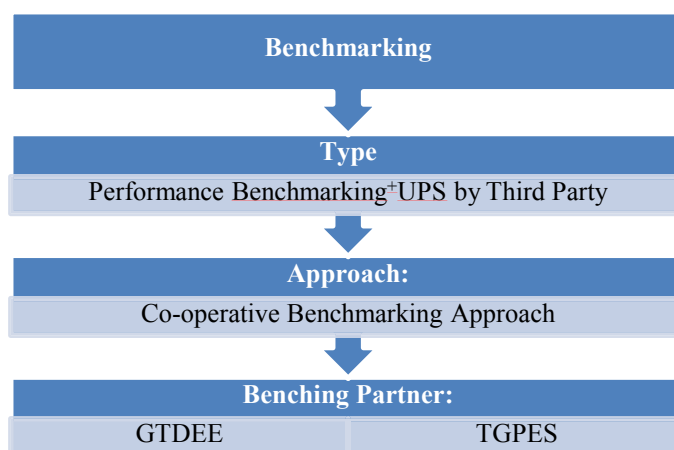 Benchmarking
Type
Performance Benchmarking+UPS by Third Party
Approach:
Co-operative Benchmarking Approach
Benching Partner:
GTDEE TGPES